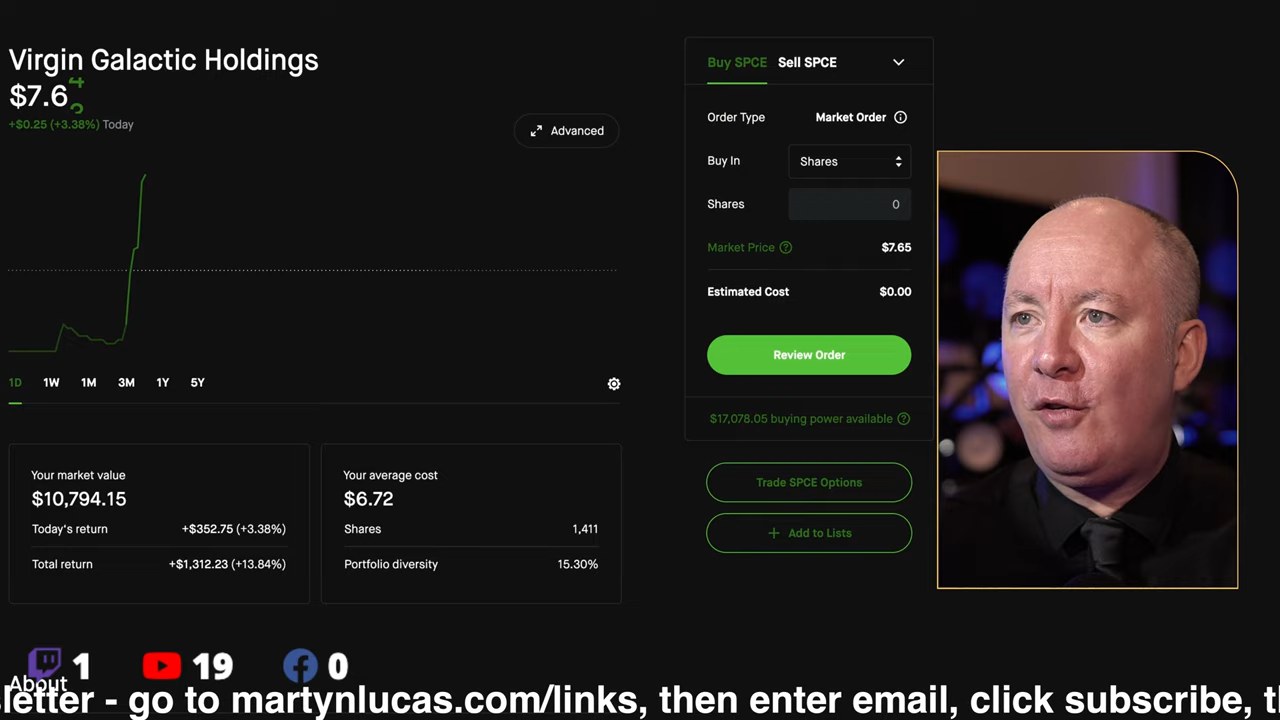 Virgin Galactic Holdings
$7.6
+$0.25 (+3.38%) Today
Advanced
1D 1W 1M 3M 1Y 5Y
Your market value
$10,794.15
Today's return +$352.75 (+3.38%)
Total return +$1,312.23 (+13.84%)
Your average cost
$6.72
Shares 1,411
Portfolio diversity 15.30%
Buy SPCE Sell SPCE
Order Type Market Order
Buy In Shares
Shares 0
Market Price $7.65
Estimated Cost $0.00
Review Order
$17,078.05 buying power available
Trade SPCE Options
+ Add to Lists
1 19 0
About
sletter - go to martynlucas.com/links, then enter email, click subscribe, t